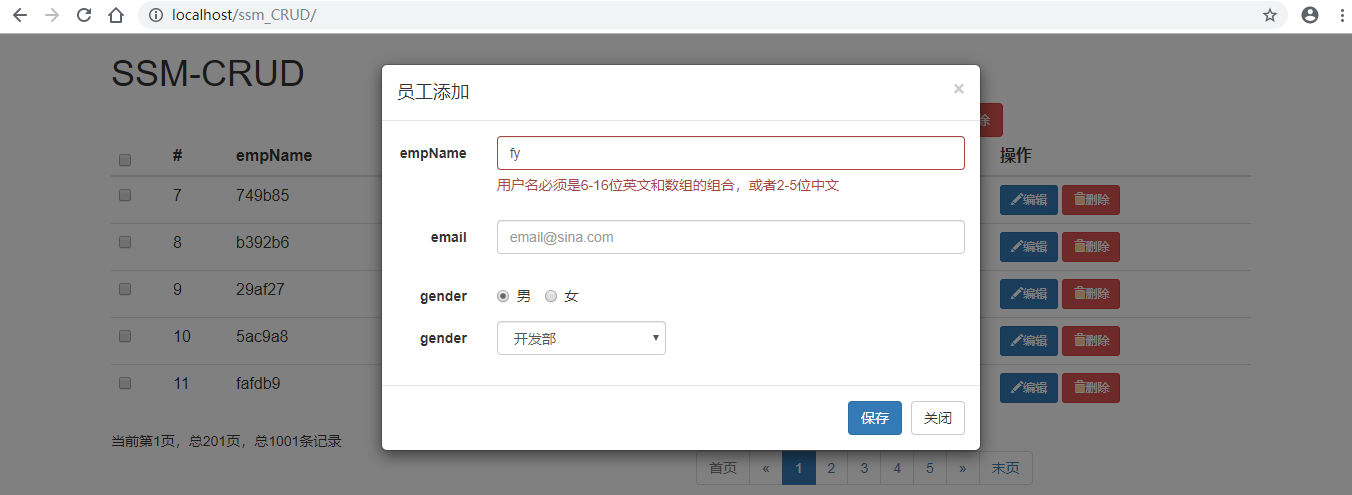 localhost/ssm_CRUD/
SSM-CRUD
员工添加 ×
除
# empName 操作
empName fy
用户名必须是6-16位英文和数组的组合，或者2-5位中文
7 749b85 编辑 删除
email email@sina.com
8 b392b6 编辑 删除
9 29af27 编辑 删除
gender 男 女
10 5ac9a8 编辑 删除
gender 开发部
11 fafdb9 编辑 删除
保存 关闭
当前第1页，总201页，总1001条记录
首页 « 1 2 3 4 5 » 末页